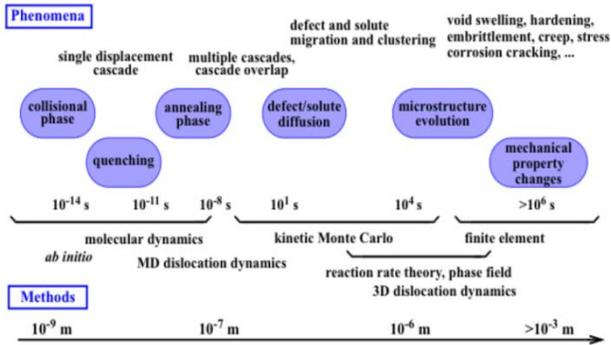 Phenomena
single displacement
cascade
multiple cascades,
cascade overlap
defect and solute
migration and clustering
void swelling, hardening,
embrittlement, creep, stress
corrosion cracking, ...
collisional
phase
quenching
annealing
phase
defect/solute
diffusion
microstructure
evolution
mechanical
property
changes
10⁻¹⁴ s
10⁻¹¹ s
10⁻⁸ s
10¹ s
10⁴ s
>10⁶ s
molecular dynamics
ab initio
MD dislocation dynamics
kinetic Monte Carlo
finite element
reaction rate theory, phase field
3D dislocation dynamics
Methods
10⁻⁹ m
10⁻⁷ m
10⁻⁶ m
>10⁻³ m